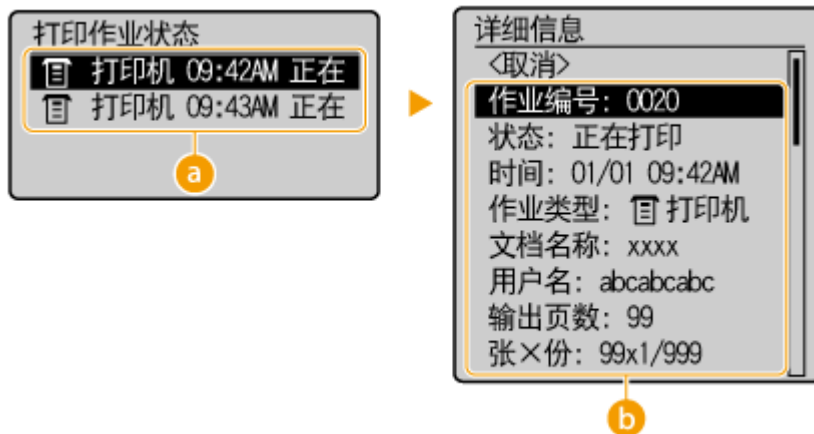 打印作业状态
打印机 09:42AM 正在
打印机 09:43AM 正在
a
详细信息
<取消>
作业编号: 0020
状态: 正在打印
时间: 01/01 09:42AM
作业类型: 打印机
文档名称: xxxx
用户名: abcabcabc
输出页数: 99
张×份: 99x1/999
b